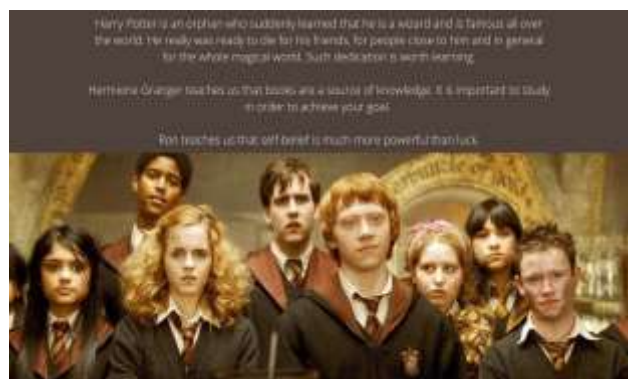 Harry Potter is an orphan who suddenly learned that he is a wizard and is famous all over
the world. He really was ready to die for his friends, for people close to him and in general
for the whole magical world. Such dedication is worth learning.
Hermione Granger teaches us that books are a source of knowledge. It is important to study
in order to achieve your goal.
Ron teaches us that self belief is much more powerful than luck.